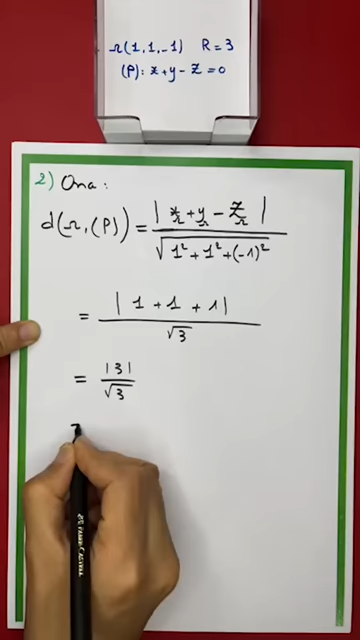 Ω(1,1,-1) R = 3
(P): x+y-z=0
2) On a :
d(Ω,(P)) = |x_Ω+y_Ω-z_Ω| / √(1²+1²+(-1)²)
= |1+1+1| / √3
= |3| / √3